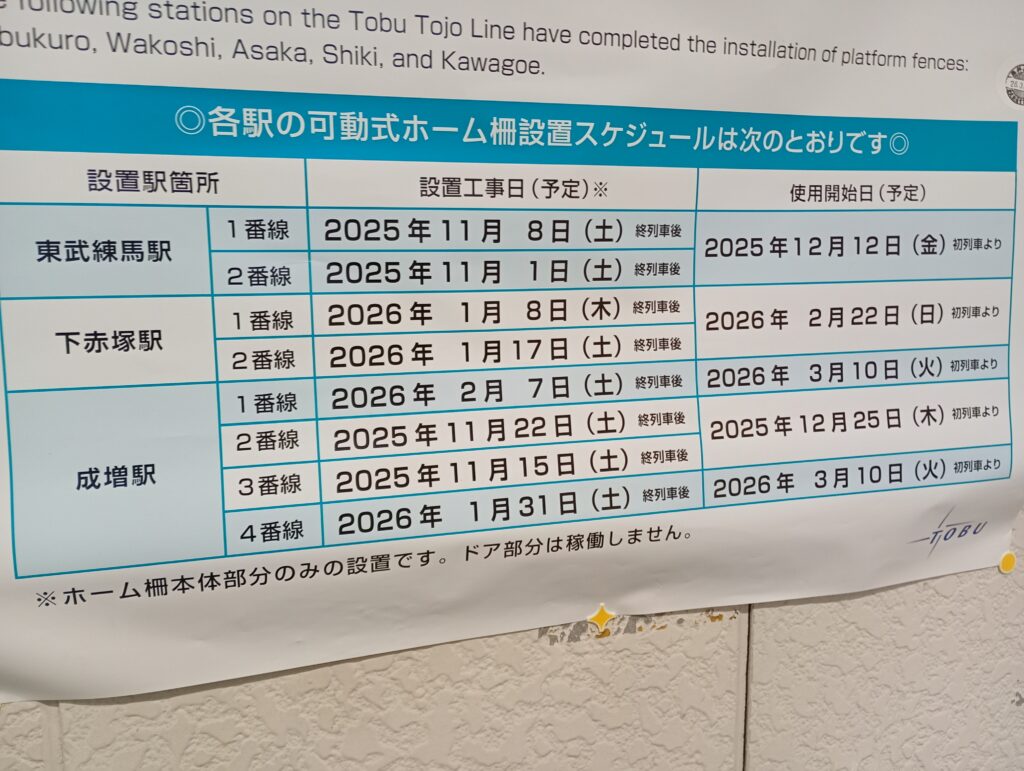 following stations on the Tobu Tojo Line have completed the installation of platform fences:
bukuro, Wakoshi, Asaka, Shiki, and Kawagoe.
◎各駅の可動式ホーム柵設置スケジュールは次のとおりです◎
設置駅箇所 設置工事日(予定)※ 使用開始日(予定)
東武練馬駅 1番線 2025年11月 8日(土)終列車後 2025年12月12日(金)初列車より
2番線 2025年11月 1日(土)終列車後
下赤塚駅 1番線 2026年 1月 8日(木)終列車後 2026年 2月22日(日)初列車より
2番線 2026年 1月17日(土)終列車後
成増駅 1番線 2026年 2月 7日(土)終列車後 2026年 3月10日(火)初列車より
2番線 2025年11月22日(土)終列車後 2025年12月25日(木)初列車より
3番線 2025年11月15日(土)終列車後
4番線 2026年 1月31日(土)終列車後 2026年 3月10日(火)初列車より
※ホーム柵本体部分のみの設置です。ドア部分は稼働しません。
TOBU